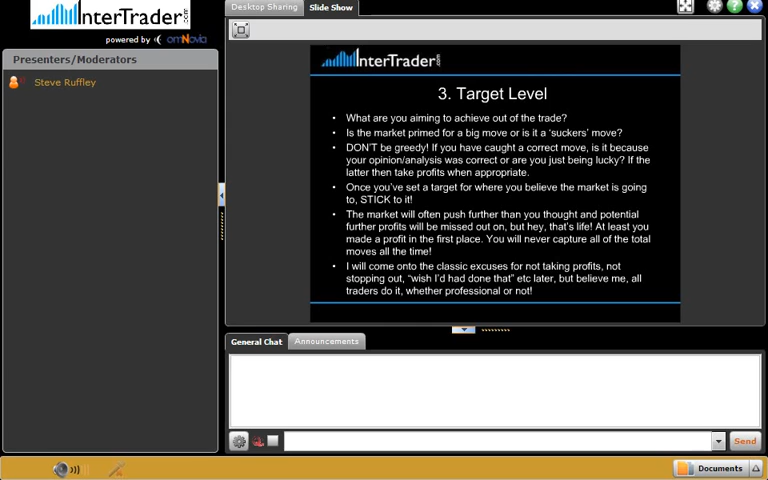 InterTrader.com
powered by omNovia
Presenters/Moderators
Steve Ruffley
Desktop Sharing
Slide Show
InterTrader.com
3. Target Level
• What are you aiming to achieve out of the trade?
• Is the market primed for a big move or is it a ‘suckers’ move?
• DON’T be greedy! If you have caught a correct move, is it because
your opinion/analysis was correct or are you just being lucky? If the
latter then take profits when appropriate.
• Once you’ve set a target for where you believe the market is going
to, STICK to it!
• The market will often push further than you thought and potential
further profits will be missed out on, but hey, that’s life! At least you
made a profit in the first place. You will never capture all of the total
moves all the time!
• I will come onto the classic excuses for not taking profits, not
stopping out, “wish I’d had done that” etc later, but believe me, all
traders do it, whether professional or not!
General Chat
Announcements
Send
Documents